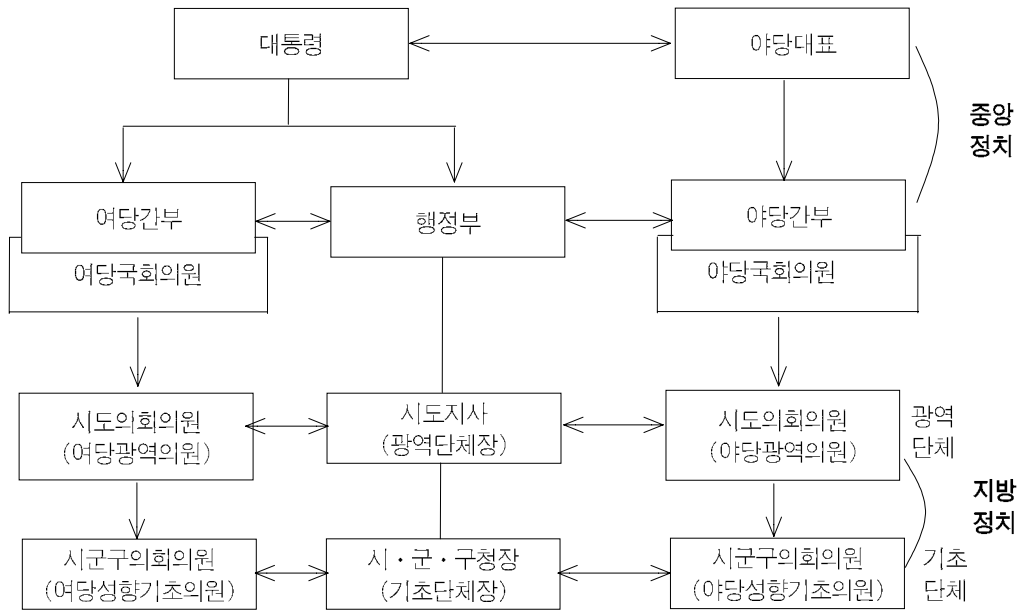 대통령
야당대표
중앙
정치
여당간부
행정부
야당간부
여당국회의원
야당국회의원
시도의회의원
(여당광역의원)
시도지사
(광역단체장)
시도의회의원
(야당광역의원)
광역
단체
지방
정치
시군구의회의원
(여당성향기초의원)
시·군·구청장
(기초단체장)
시군구의회의원
(야당성향기초의원)
기초
단체